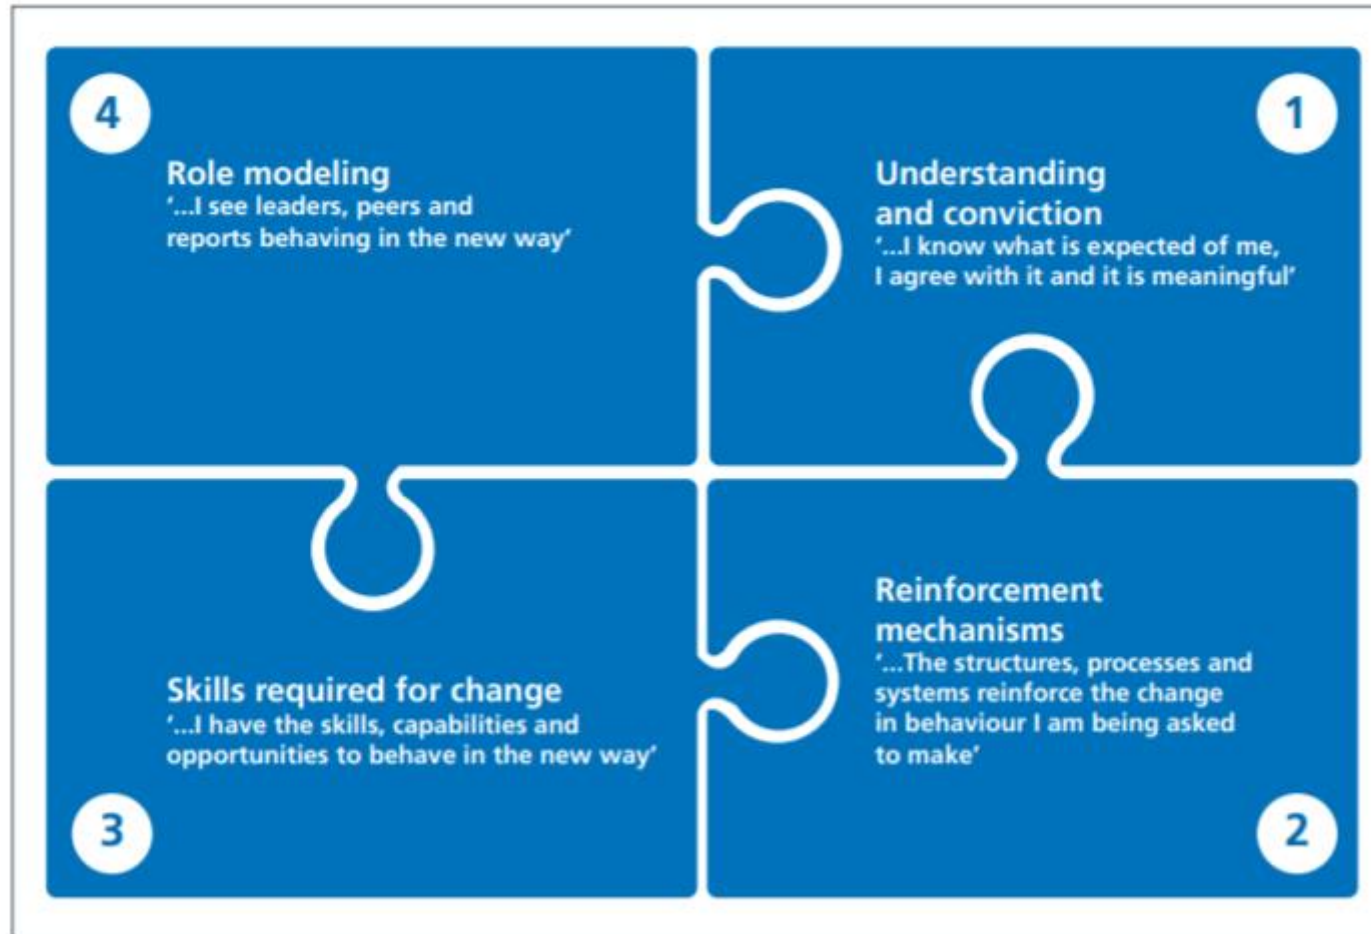 4
Role modeling
‘...I see leaders, peers and
reports behaving in the new way’
1
Understanding
and conviction
‘...I know what is expected of me,
I agree with it and it is meaningful’
Skills required for change
‘...I have the skills, capabilities and
opportunities to behave in the new way’
3
Reinforcement
mechanisms
‘...The structures, processes and
systems reinforce the change
in behaviour I am being asked
to make’
2